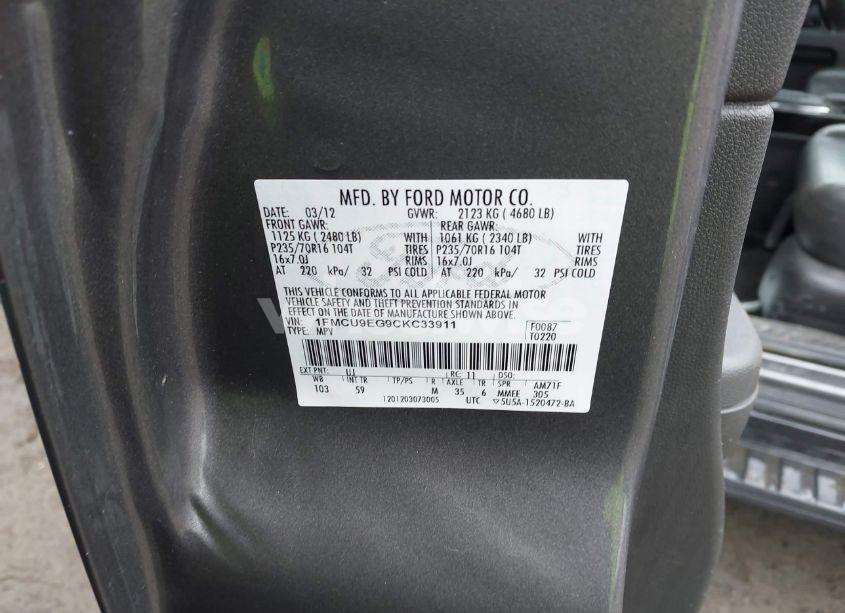 MFD. BY FORD MOTOR CO.
DATE: 03/12 GVWR: 2123 KG ( 4680 LB)
FRONT GAWR: REAR GAWR:
1125 KG ( 2480 LB) WITH 1061 KG ( 2340 LB) WITH
P235/70R16 104T TIRES P235/70R16 104T TIRES
16x7.0J RIMS 16x7.0J RIMS
AT 220 kPa/ 32 PSI COLD AT 220 kPa/ 32 PSI COLD
THIS VEHICLE CONFORMS TO ALL APPLICABLE FEDERAL MOTOR
VEHICLE SAFETY AND THEFT PREVENTION STANDARDS IN
EFFECT ON THE DATE OF MANUFACTURE SHOWN ABOVE.
VIN: 1FMCU9EG9CKC33911 F0087
TYPE: MPV T0220
EXT PNT: UJ RC: 11 DSO:
WB INT TR TP/PS R AXLE TR SPR AM71F
103 59 M 35 6 MMEE 305
1201203073005 UTC ▽5U5A-1520472-BA